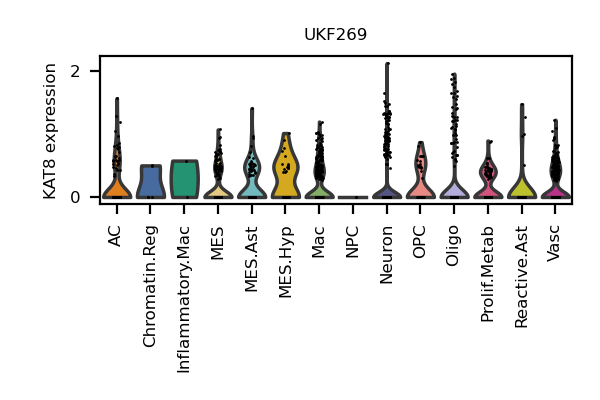 UKF269
KAT8 expression
2
0
AC
Chromatin.Reg
Inflammatory.Mac
MES
MES.Ast
MES.Hyp
Mac
NPC
Neuron
OPC
Oligo
Prolif.Metab
Reactive.Ast
Vasc